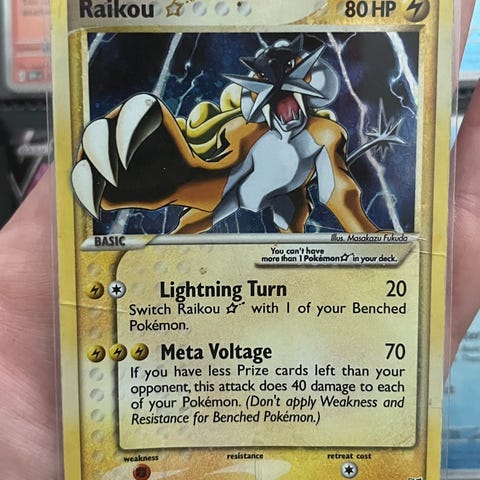 Raikou ☆ 80 HP
BASIC
Illus. Masakazu Fukuda
You can't have
more than 1 Pokémon ☆ in your deck.
Lightning Turn 20
Switch Raikou ☆ with 1 of your Benched
Pokémon.
Meta Voltage 70
If you have less Prize cards left than your
opponent, this attack does 40 damage to each
of your Pokémon. (Don't apply Weakness and
Resistance for Benched Pokémon.)
weakness resistance retreat cost